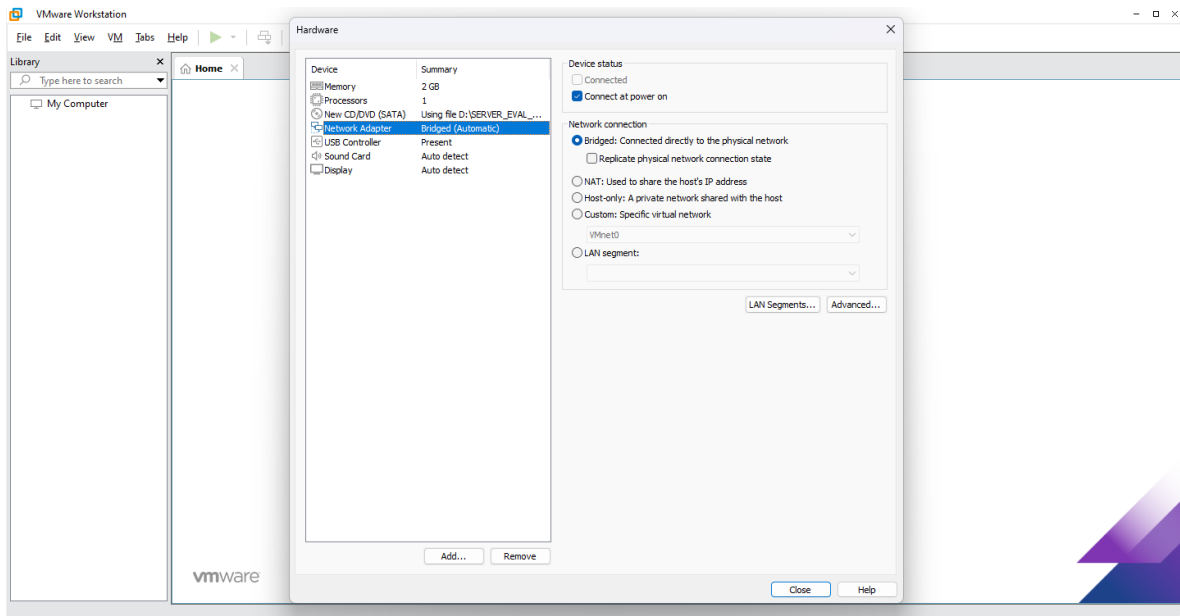 VMware Workstation
File Edit View VM Tabs Help
Library
Type here to search
My Computer
Home
vmware
Hardware
Device Summary
Memory 2 GB
Processors 1
New CD/DVD (SATA) Using file D:\SERVER_EVAL_...
Network Adapter Bridged (Automatic)
USB Controller Present
Sound Card Auto detect
Display Auto detect
Add... Remove
Device status
Connected
Connect at power on
Network connection
Bridged: Connected directly to the physical network
Replicate physical network connection state
NAT: Used to share the host's IP address
Host-only: A private network shared with the host
Custom: Specific virtual network
VMnet0
LAN segment:
LAN Segments... Advanced...
Close Help